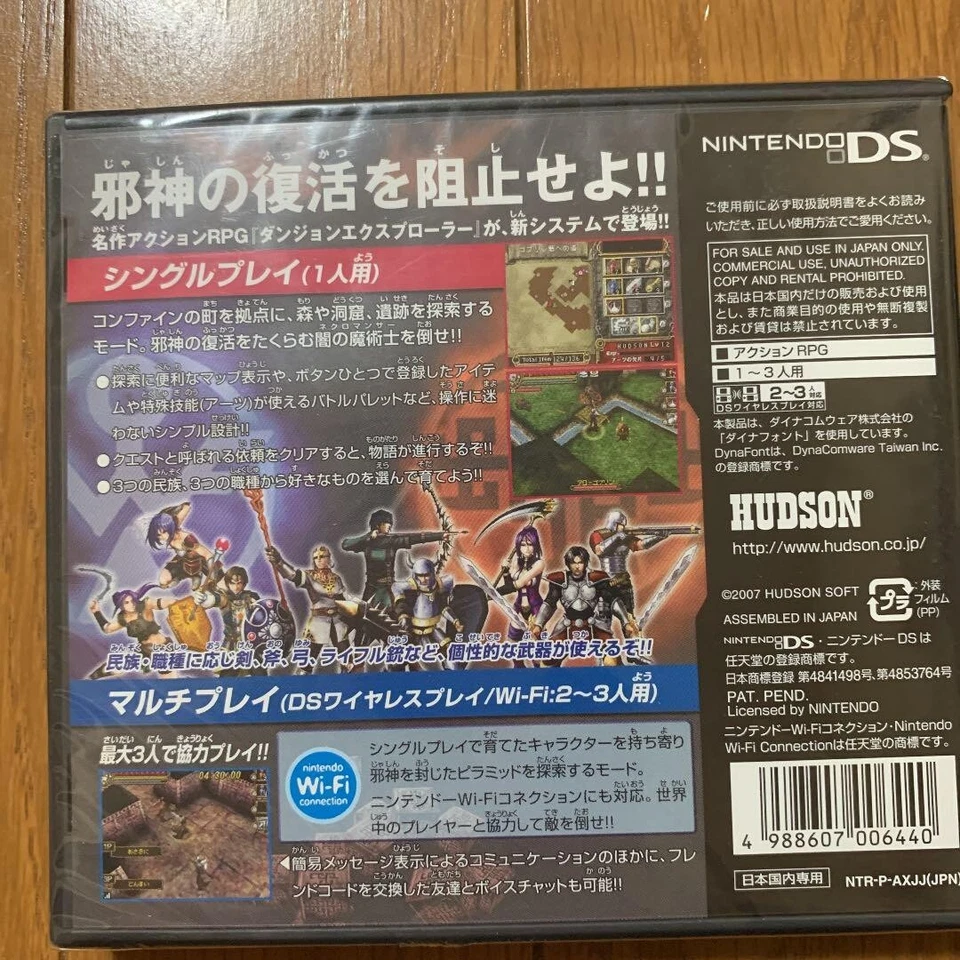 邪神の復活を阻止せよ!!
名作アクションRPG『ダンジョンエクスプローラー』が、新システムで登場!!
シングルプレイ(1人用)
コンファインの町を拠点に、森や洞窟、遺跡を探索する
モード。邪神の復活をたくらむ闇の魔術士を倒せ!!
●探索に便利なマップ表示や、ボタンひとつで登録したアイテ
ムや特殊技能(アーツ)が使えるバトルパレットなど、操作に迷
わないシンプル設計!!
●クエストと呼ばれる依頼をクリアすると、物語が進行するぞ!!
●3つの民族、3つの職種から好きなものを選んで育てよう!!
民族・職種に応じ剣、斧、弓、ライフル銃など、個性的な武器が使えるぞ!!
マルチプレイ(DSワイヤレスプレイ/Wi-Fi:2〜3人用)
最大3人で協力プレイ!!
04:30:00
nintendo
Wi-Fi
connection
シングルプレイで育てたキャラクターを持ち寄り
邪神を封じたピラミッドを探索するモード。
ニンテンドーWi-Fiコネクションにも対応。世界
中のプレイヤーと協力して敵を倒せ!!
◀簡易メッセージ表示によるコミュニケーションのほかに、フレ
ンドコードを交換した友達とボイスチャットも可能!!
NINTENDO DS®
ご使用前に必ず取扱説明書をよくお読み
いただき、正しい使用方法でご愛用ください。
FOR SALE AND USE IN JAPAN ONLY.
COMMERCIAL USE, UNAUTHORIZED
COPY AND RENTAL PROHIBITED.
本品は日本国内だけの販売および使用
とし、また商業目的の使用や無断複製
および賃貸は禁止されています。
■アクションRPG
■1〜3人用
2〜3人
DSワイヤレスプレイ対応
本製品は、ダイナコムウェア株式会社の
「ダイナフォント」を使用しています。
DynaFontは、DynaComware Taiwan Inc.
の登録商標です。
HUDSON®
http://www.hudson.co.jp/
©2007 HUDSON SOFT
ASSEMBLED IN JAPAN
プラ
外装
フィルム
(PP)
NINTENDO DS・ニンテンドーDSは
任天堂の登録商標です。
日本商標登録 第4841498号、第4853764号
PAT. PEND.
Licensed by NINTENDO
ニンテンドーWi-Fiコネクション・Nintendo
Wi-Fi Connectionは任天堂の商標です。
4 988607 006440
日本国内専用
NTR-P-AXJJ(JPN)